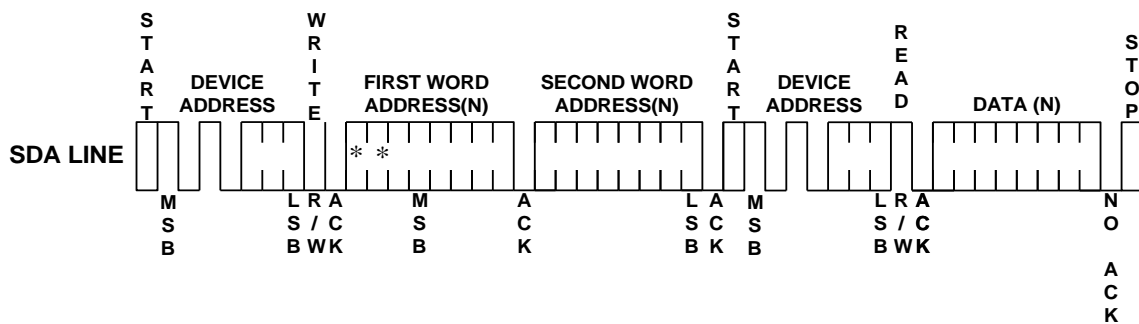 START
WRITE
START
READ
STOP
DEVICE
ADDRESS
FIRST WORD
ADDRESS(N)
SECOND WORD
ADDRESS(N)
DEVICE
ADDRESS
DATA (N)
SDA LINE
* *
MSB
LSB
R/W
ACK
MSB
ACK
LSB
ACK
MSB
LSB
R/W
ACK
NO ACK